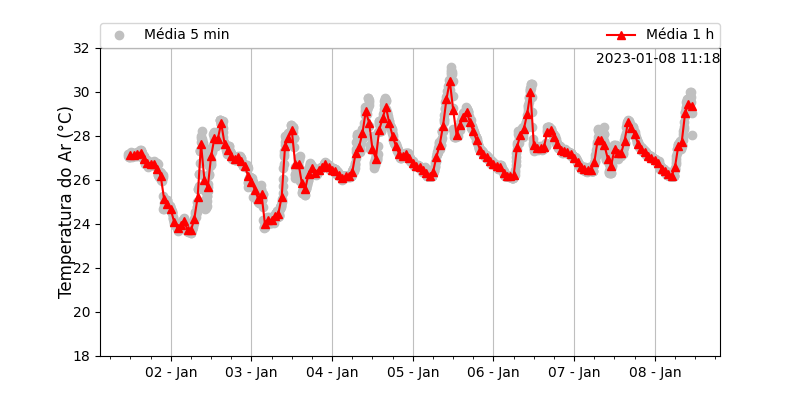 Média 5 min
Média 1 h
2023-01-08 11:18
Temperatura do Ar (°C)
32
30
28
26
24
22
20
18
02 - Jan
03 - Jan
04 - Jan
05 - Jan
06 - Jan
07 - Jan
08 - Jan